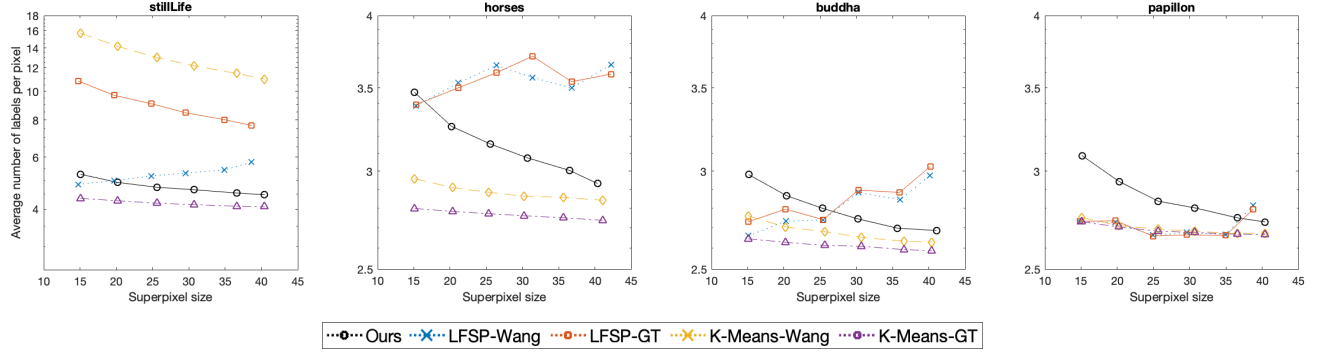 stillLife
horses
buddha
papillon
Average number of labels per pixel
18
16
14
12
10
8
6
4
10 15 20 25 30 35 40 45
Superpixel size
4
3.5
3
2.5
10 15 20 25 30 35 40 45
Superpixel size
4
3.5
3
2.5
10 15 20 25 30 35 40 45
Superpixel size
4
3.5
3
2.5
10 15 20 25 30 35 40 45
Superpixel size
Ours LFSP-Wang LFSP-GT K-Means-Wang K-Means-GT